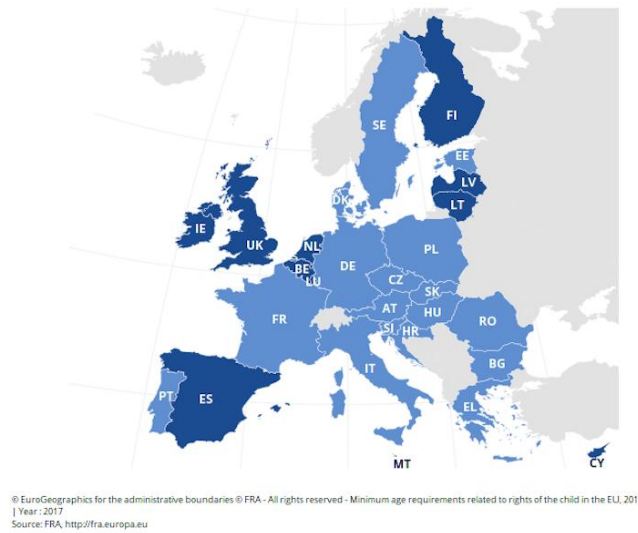 FI
SE
EE
LV
LT
DK
IE
UK
NL
BE
LU
DE
PL
CZ
SK
AT
HU
FR
SI
HR
RO
IT
BG
PT
ES
EL
MT
CY
© EuroGeographics for the administrative boundaries © FRA - All rights reserved - Minimum age requirements related to rights of the child in the EU, 201
| Year : 2017
Source: FRA, http://fra.europa.eu